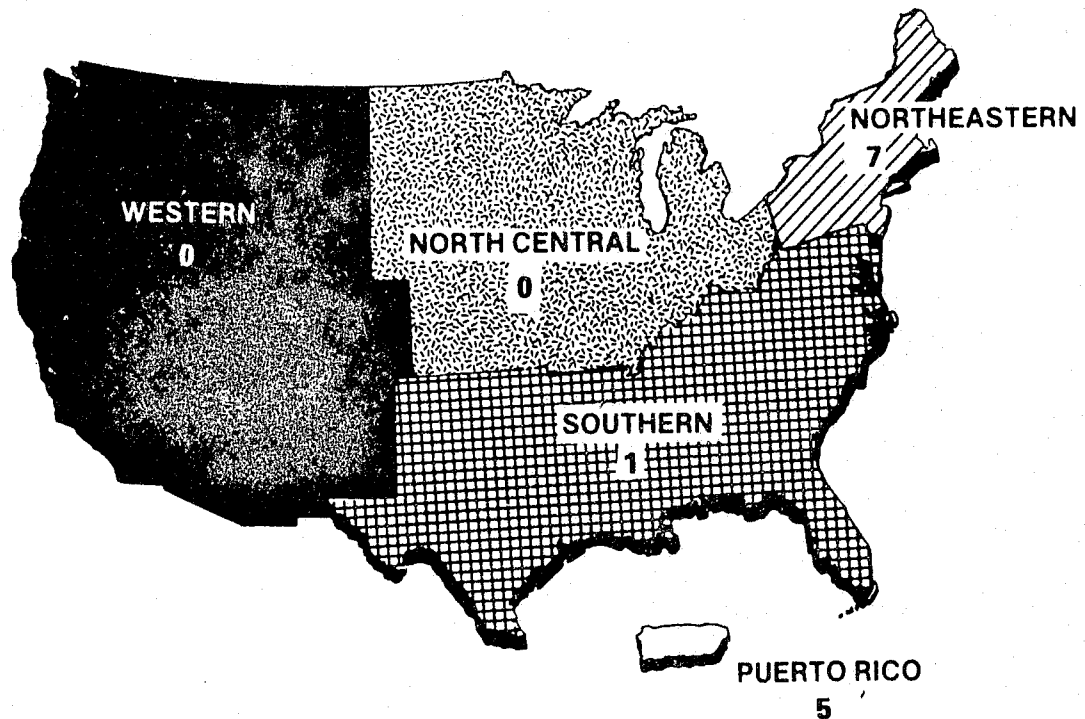 NORTHEASTERN
7
WESTERN
0
NORTH CENTRAL
0
SOUTHERN
1
PUERTO RICO
5